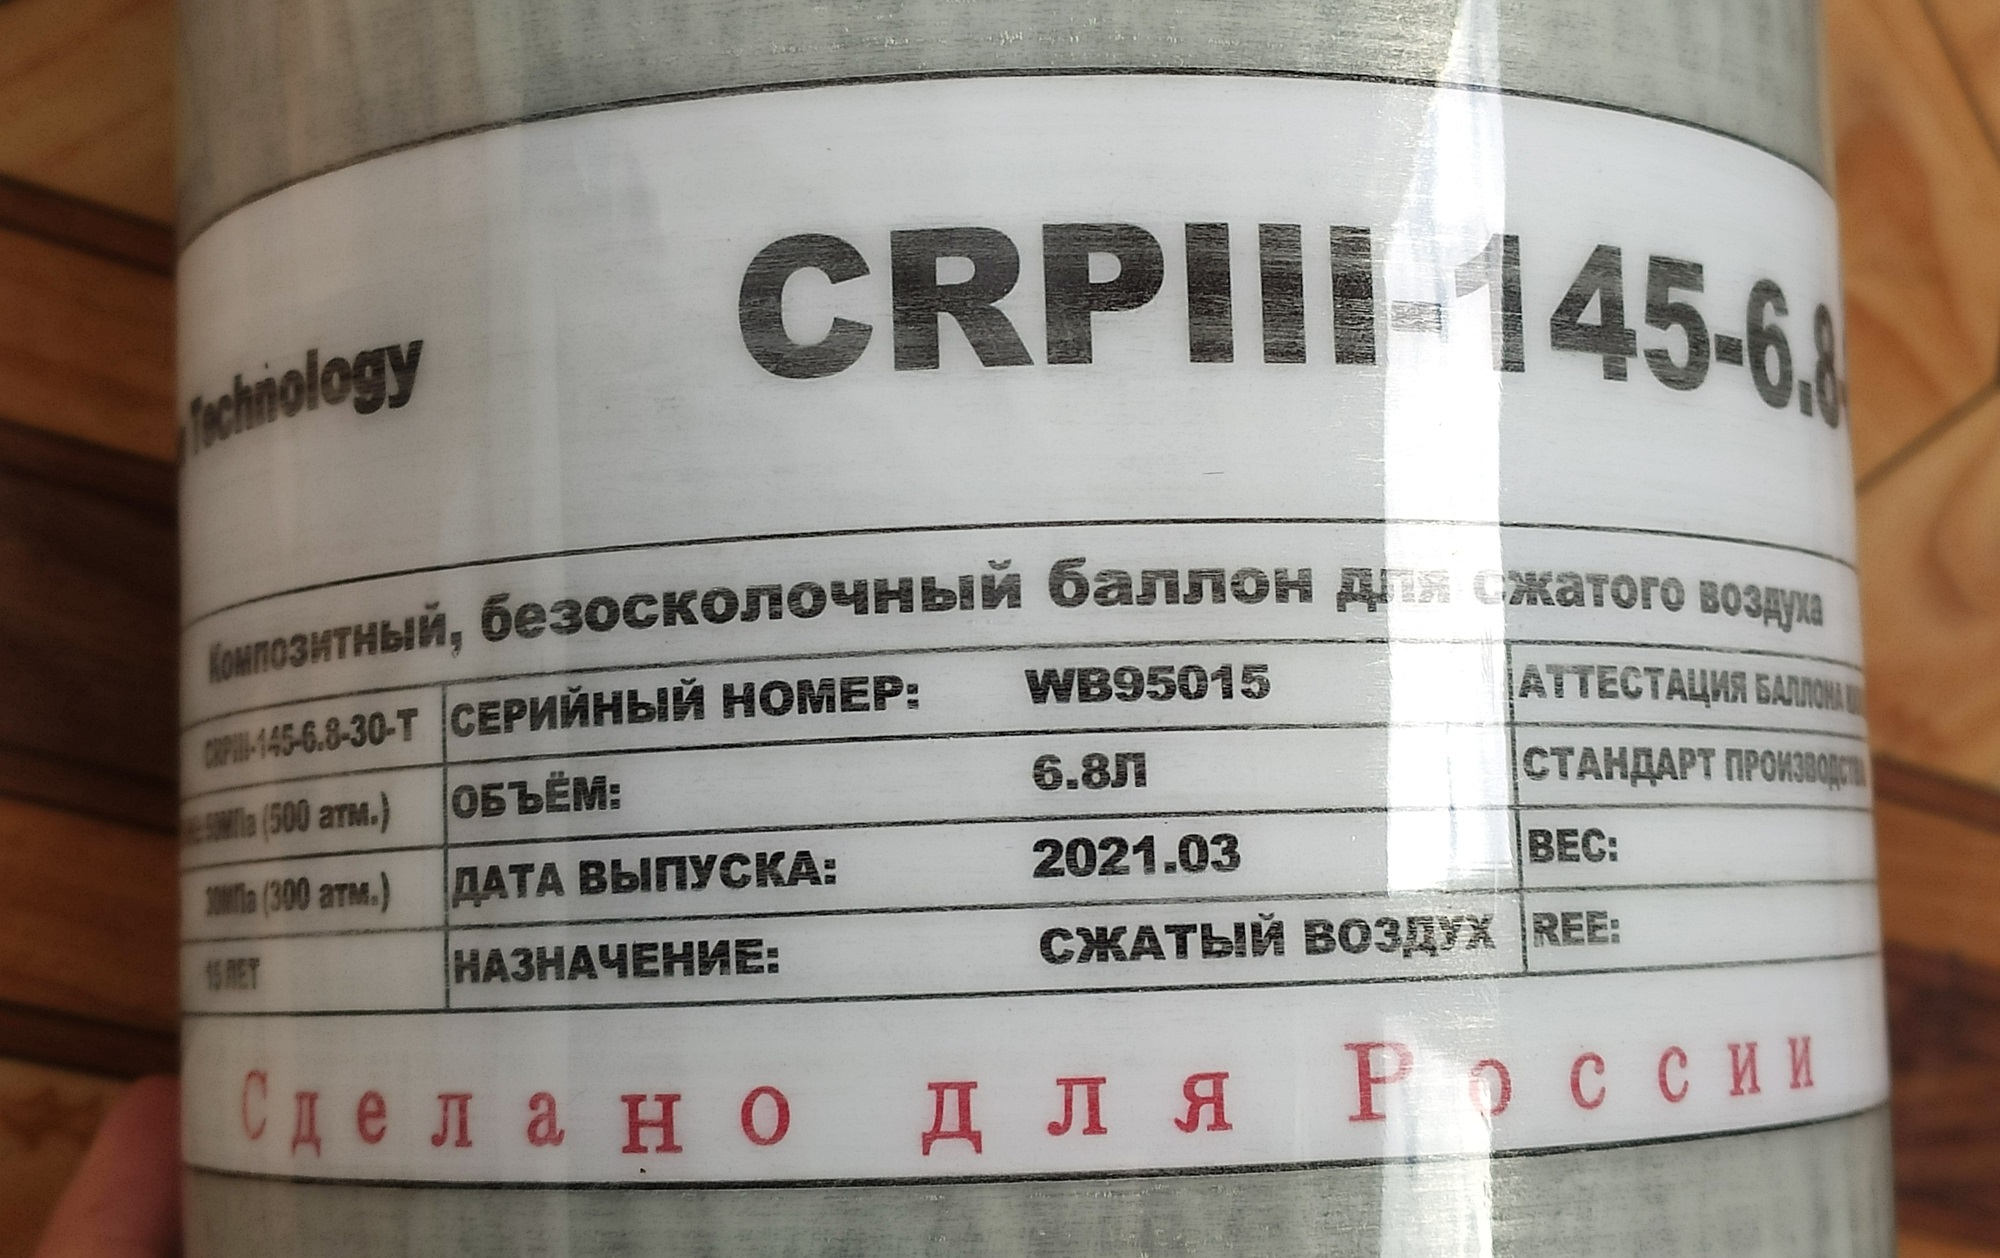 Technology
CRPIII-145-6.8-
Композитный, безосколочный баллон для сжатого воздуха
CRPIII-145-6.8-30-Т СЕРИЙНЫЙ НОМЕР: WB95015 АТТЕСТАЦИЯ БАЛЛОНА
50МПа (500 атм.) ОБЪЁМ: 6.8Л СТАНДАРТ ПРОИЗВОДСТВА
30МПа (300 атм.) ДАТА ВЫПУСКА: 2021.03 ВЕС:
15 ЛЕТ НАЗНАЧЕНИЕ: СЖАТЫЙ ВОЗДУХ REE:
Сделано для России